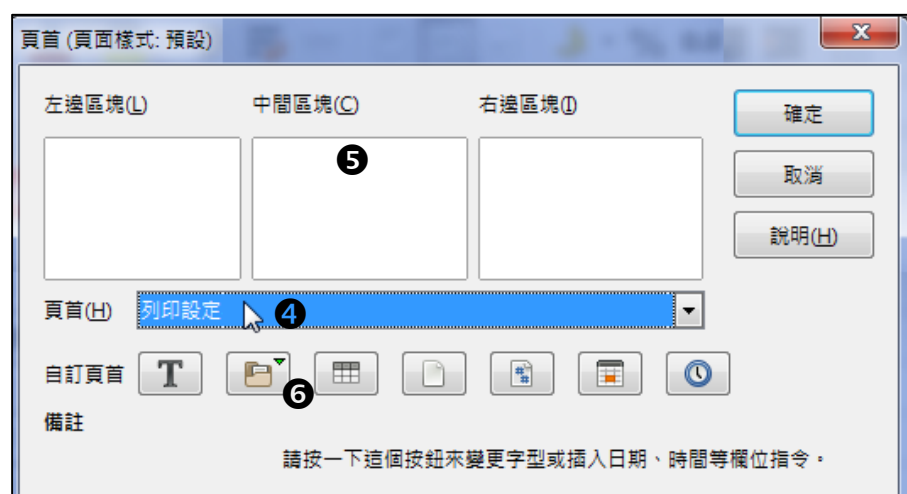 頁首 (頁面樣式: 預設)
左邊區塊(L) 中間區塊(C) 右邊區塊(I)
確定
❺
取消
說明(H)
頁首(H) 列印設定 ❹
自訂頁首 T ❻
備註
請按一下這個按鈕來變更字型或插入日期、時間等欄位指令。